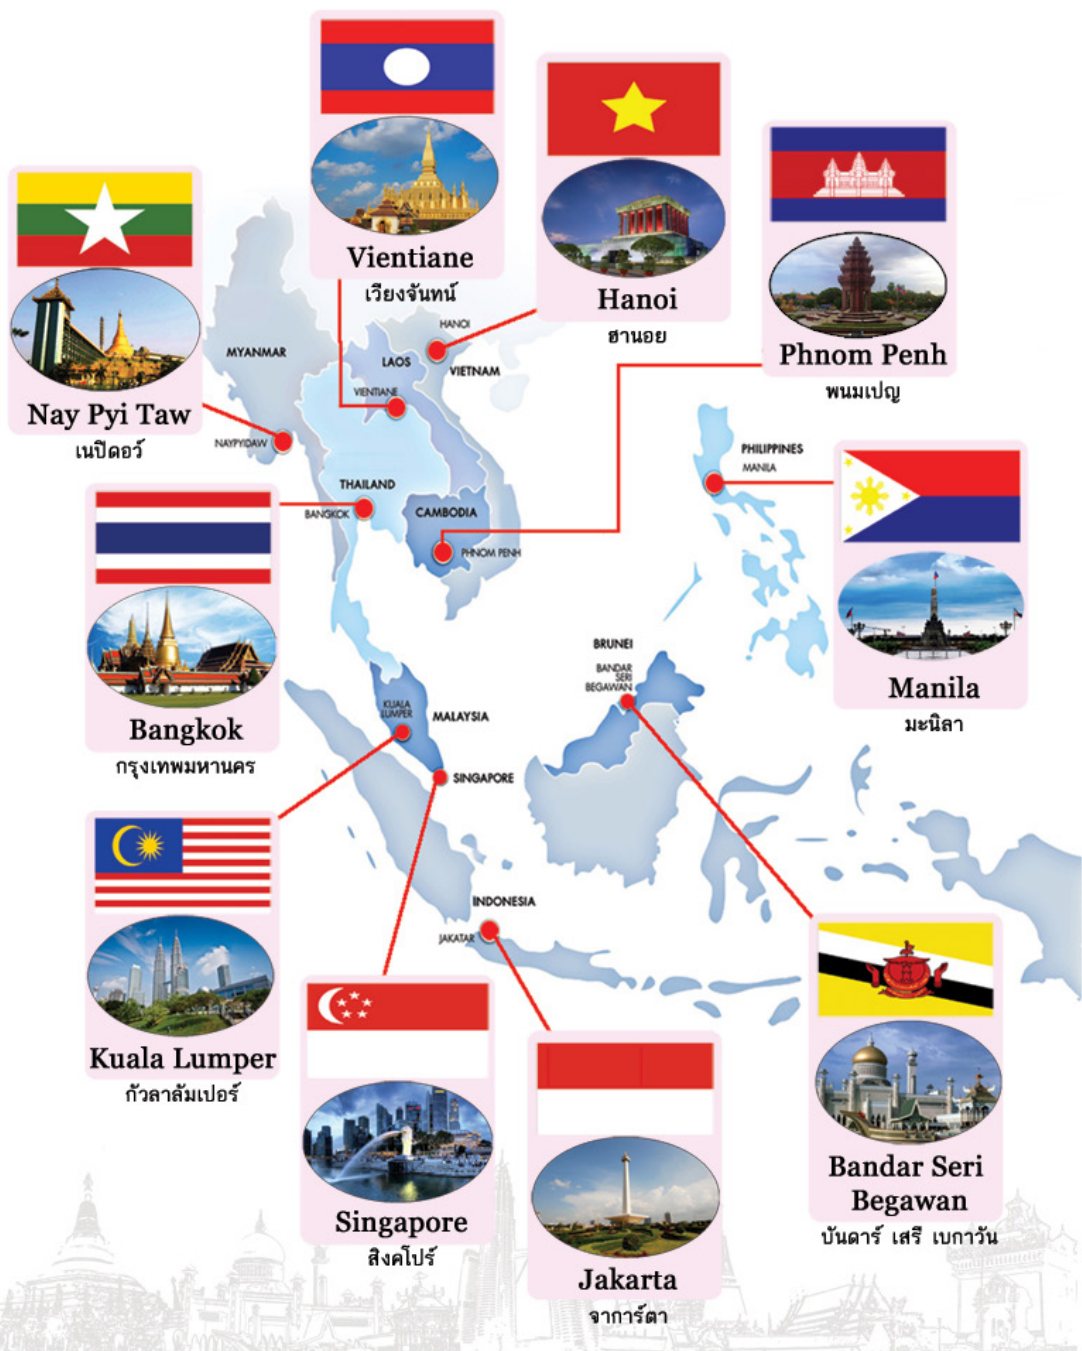 Vientiane
เวียงจันทน์
Hanoi
ฮานอย
Phnom Penh
พนมเปญ
Nay Pyi Taw
เนปิดอว์
HANOI
MYANMAR
LAOS
VIETNAM
VIENTIANE
NAYPYIDAW
PHILIPPINES
MANILA
THAILAND
BANGKOK
CAMBODIA
PHNOM PENH
Bangkok
กรุงเทพมหานคร
Manila
มะนิลา
BRUNEI
BANDAR
SERI
BEGAWAN
KUALA
LUMPER
MALAYSIA
SINGAPORE
Kuala Lumper
กัวลาลัมเปอร์
INDONESIA
JAKATAR
Singapore
สิงคโปร์
Jakarta
จาการ์ตา
Bandar Seri
Begawan
บันดาร์ เสรี เบกาวัน